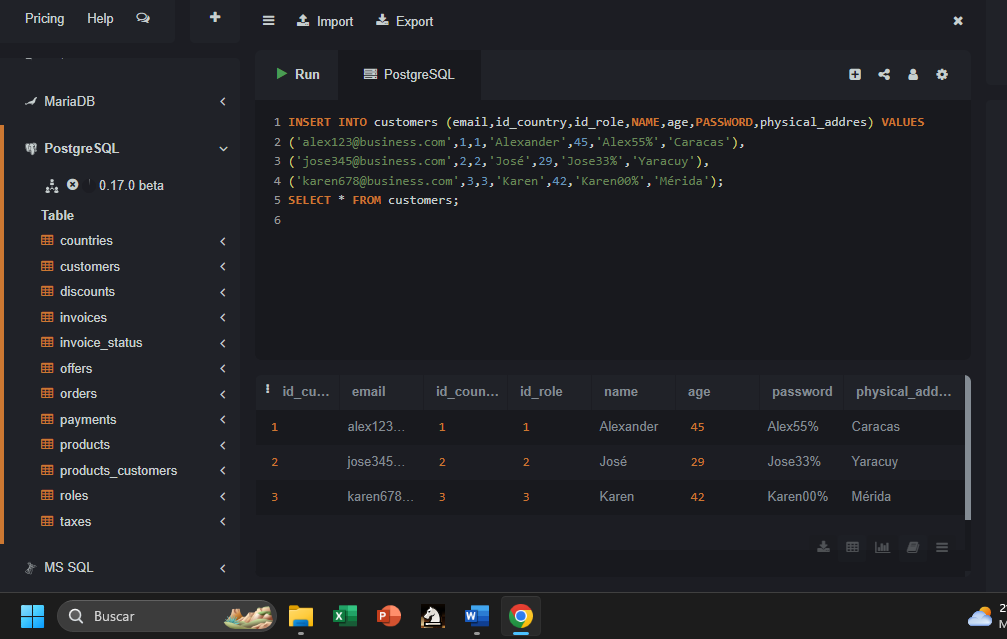 Pricing Help
Import Export
Run PostgreSQL
MariaDB
PostgreSQL
0.17.0 beta
Table
countries
customers
discounts
invoices
invoice_status
offers
orders
payments
products
products_customers
roles
taxes
MS SQL
1 INSERT INTO customers (email,id_country,id_role,NAME,age,PASSWORD,physical_addres) VALUES
2 ('alex123@business.com',1,1,'Alexander',45,'Alex55%','Caracas'),
3 ('jose345@business.com',2,2,'José',29,'Jose33%','Yaracuy'),
4 ('karen678@business.com',3,3,'Karen',42,'Karen00%','Mérida');
5 SELECT * FROM customers;
6
id_cu... email id_coun... id_role name age password physical_add...
1 alex123... 1 1 Alexander 45 Alex55% Caracas
2 jose345... 2 2 José 29 Jose33% Yaracuy
3 karen678... 3 3 Karen 42 Karen00% Mérida
Buscar